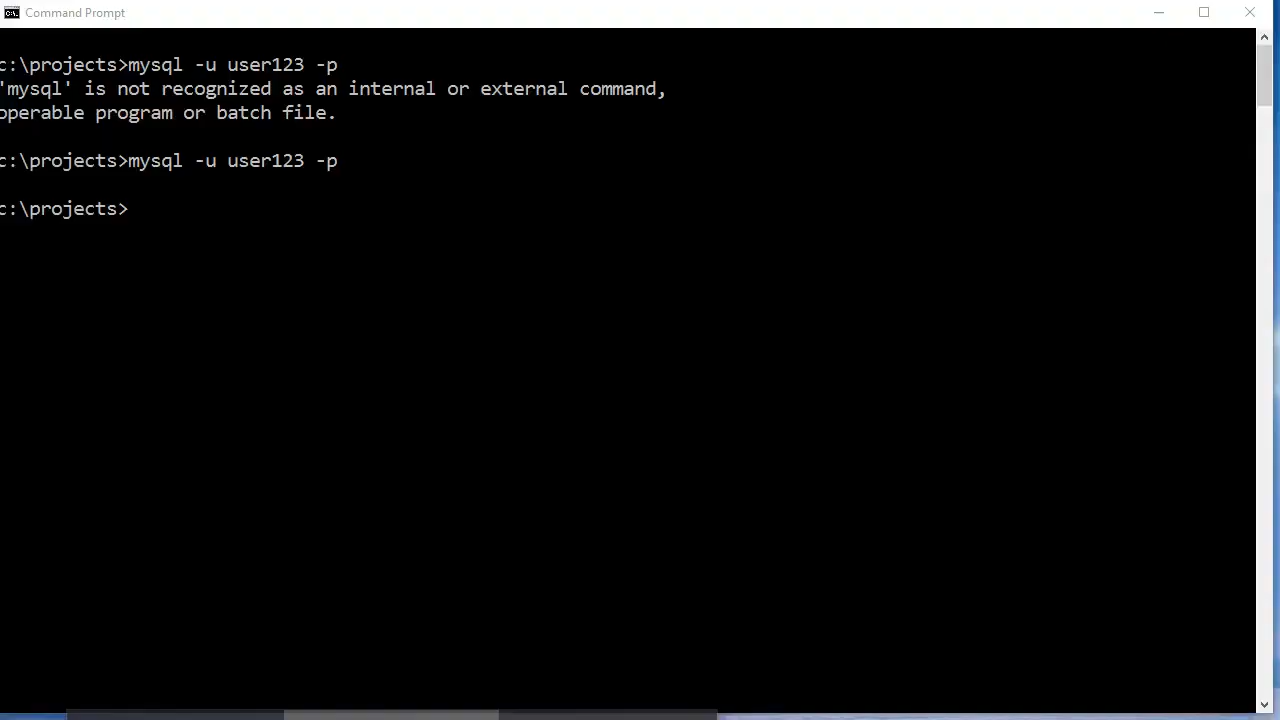 Command Prompt
c:\projects>mysql -u user123 -p
'mysql' is not recognized as an internal or external command,
operable program or batch file.
c:\projects>mysql -u user123 -p
c:\projects>